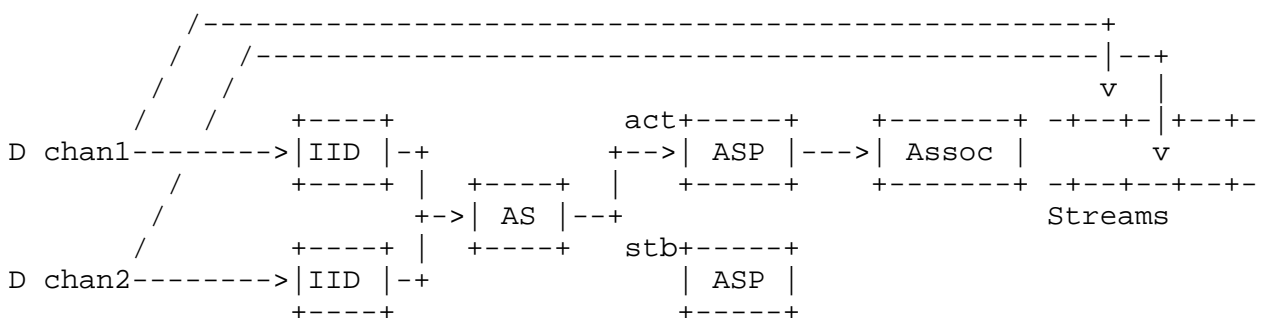 /-------------------------------------------------+
/   /----------------------------------------------|--+
/   /                                                v  |
/   /      +----+             act+-----+    +-------+ -+--+-|+--+-
D chan1-------->|IID |-+          +-->| ASP |--->| Assoc |      v
/         +----+ |  +----+  |   +-----+    +-------+ -+--+--+--+-
/               +->| AS |--+                        Streams
/         +----+ |  +----+   stb+-----+
D chan2-------->|IID |-+               | ASP |
+----+                 +-----+